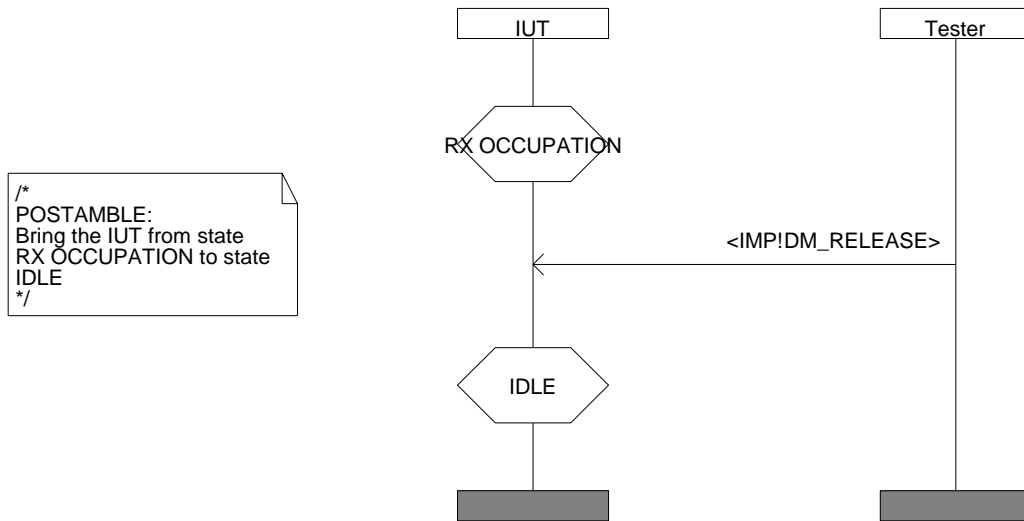 IUT
Tester
RX OCCUPATION
/*
POSTAMBLE:
Bring the IUT from state
RX OCCUPATION to state
IDLE
*/
<IMP!DM_RELEASE>
IDLE